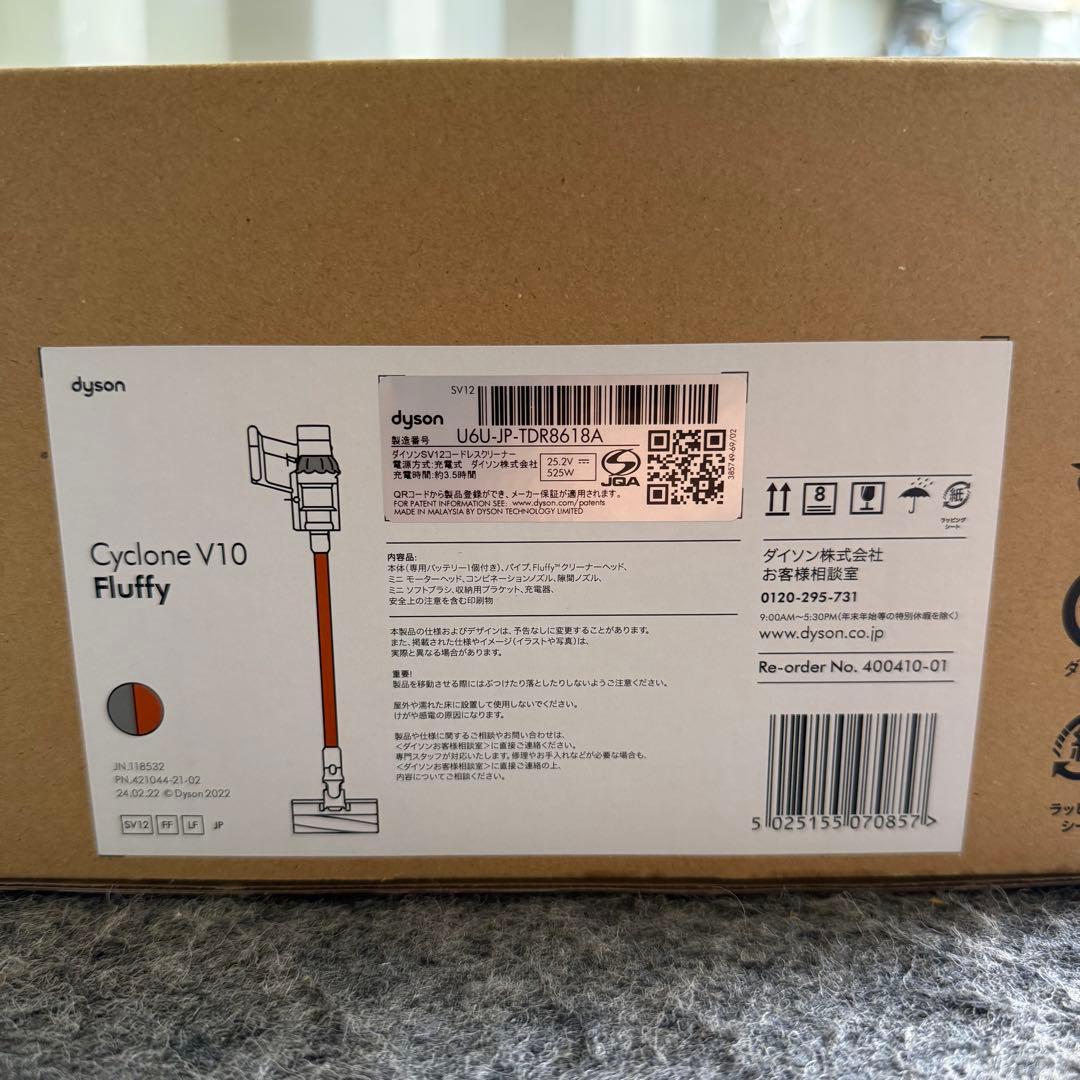 dyson
Cyclone V10
Fluffy
JN.118532
PN.421044-21-02
24.02.22 © Dyson 2022
SV12 FF LF JP
SV12
dyson
製造番号 U6U-JP-TDR8618A
ダイソンSV12コードレスクリーナー
電源方式:充電式 ダイソン株式会社
充電時間:約3.5時間
25.2V
525W
JQA
385749-69/02
QRコードから製品登録ができ、メーカー保証が適用されます。
FOR PATENT INFORMATION SEE: www.dyson.com/patents
MADE IN MALAYSIA BY DYSON TECHNOLOGY LIMITED
内容品:
本体(専用バッテリー1個付き)、パイプ、Fluffy™クリーナーヘッド、
ミニ モーターヘッド、コンビネーションノズル、隙間ノズル、
ミニ ソフトブラシ、収納用ブラケット、充電器、
安全上の注意を含む印刷物
本製品の仕様およびデザインは、予告なしに変更することがあります。
また、掲載された仕様やイメージ(イラストや写真)は、
実際と異なる場合があります。
重要!
製品を移動させる際にはぶつけたり落としたりしないようご注意ください。
屋外や濡れた床に設置して使用しないでください。
けがや感電の原因になります。
製品や仕様に関するご相談やお問い合わせは、
<ダイソンお客様相談室>に直接ご連絡ください。
専門スタッフが対応いたします。修理やお手入れなどが必要な場合も、
<ダイソンお客様相談室>に直接ご連絡の上、
内容についてご相談ください。
8
紙
ラッピング
シート
ダイソン株式会社
お客様相談室
0120-295-731
9:00AM~5:30PM(年末年始等の特別休暇を除く)
www.dyson.co.jp
Re-order No. 400410-01
5 025155 070857 >